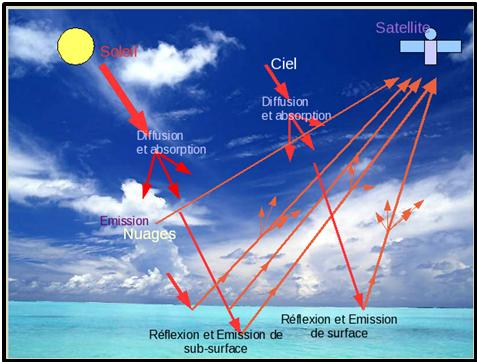 Satellite
Soleil
Ciel
Diffusion
et absorption
Diffusion
et absorption
Emission
Nuages
Réflexion et Emission de
sub-surface
Réflexion et Emission
de surface